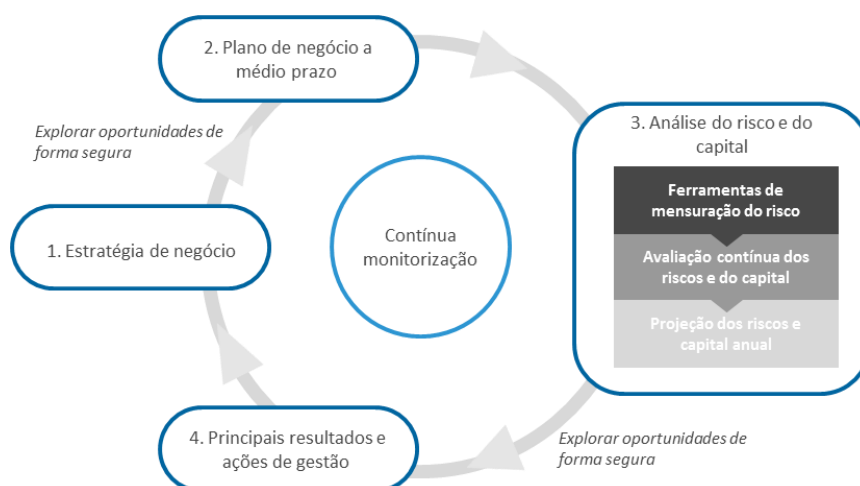 2. Plano de negócio a
médio prazo
Explorar oportunidades de
forma segura
3. Análise do risco e do
capital
Ferramentas de
mensuração do risco
Avaliação contínua dos
riscos e do capital
Projeção dos riscos e
capital anual
1. Estratégia de negócio
Contínua
monitorização
4. Principais resultados e
ações de gestão
Explorar oportunidades de
forma segura